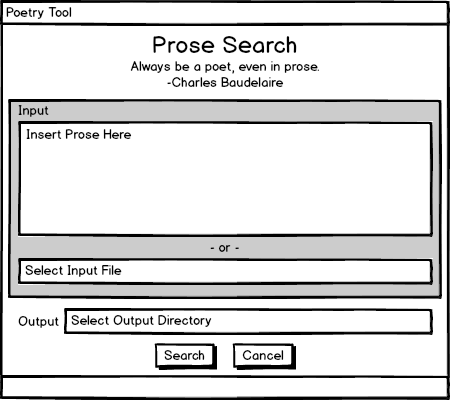 Poetry Tool
Prose Search
Always be a poet, even in prose.
-Charles Baudelaire
Input
Insert Prose Here
- or -
Select Input File
Output Select Output Directory
Search Cancel